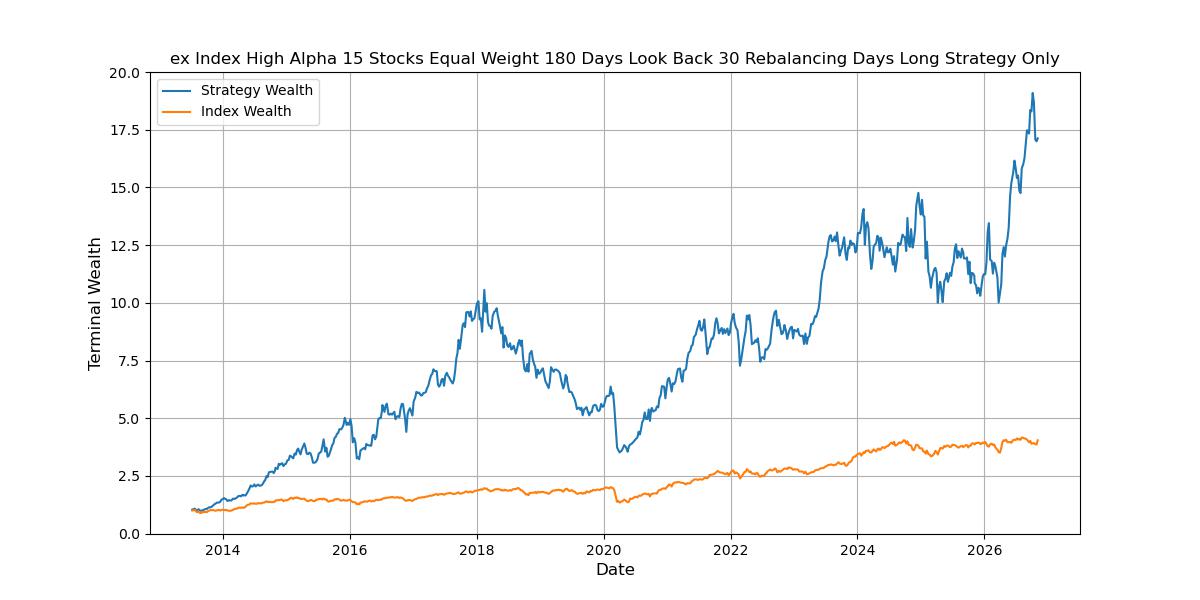 ex Index High Alpha 15 Stocks Equal Weight 180 Days Look Back 30 Rebalancing Days Long Strategy Only
Strategy Wealth
Index Wealth
Terminal Wealth
20.0
17.5
15.0
12.5
10.0
7.5
5.0
2.5
0.0
2014 2016 2018 2020 2022 2024 2026
Date